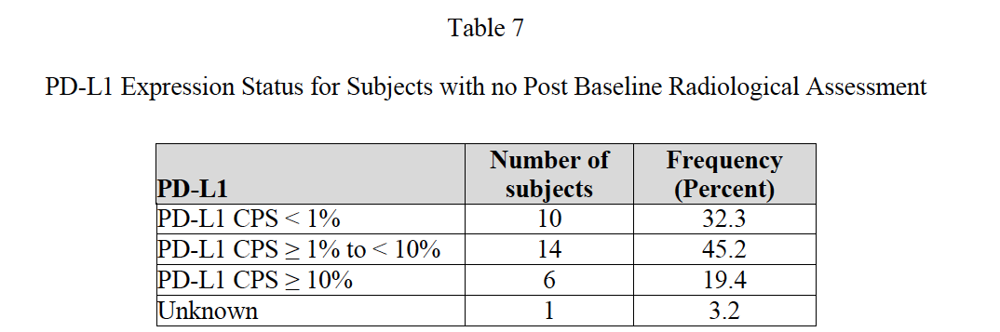 Table 7
PD-L1 Expression Status for Subjects with no Post Baseline Radiological Assessment
PD-L1 Number of subjects Frequency (Percent)
PD-L1 CPS < 1% 10 32.3
PD-L1 CPS ≥ 1% to < 10% 14 45.2
PD-L1 CPS ≥ 10% 6 19.4
Unknown 1 3.2